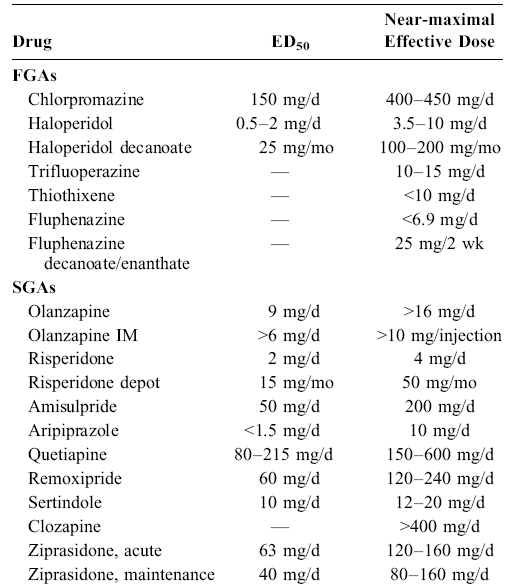 Near-maximal
Drug ED50 Effective Dose
FGAs
Chlorpromazine 150 mg/d 400–450 mg/d
Haloperidol 0.5–2 mg/d 3.5–10 mg/d
Haloperidol decanoate 25 mg/mo 100–200 mg/mo
Trifluoperazine — 10–15 mg/d
Thiothixene — <10 mg/d
Fluphenazine — <6.9 mg/d
Fluphenazine — 25 mg/2 wk
decanoate/enanthate
SGAs
Olanzapine 9 mg/d >16 mg/d
Olanzapine IM >6 mg/d >10 mg/injection
Risperidone 2 mg/d 4 mg/d
Risperidone depot 15 mg/mo 50 mg/mo
Amisulpride 50 mg/d 200 mg/d
Aripiprazole <1.5 mg/d 10 mg/d
Quetiapine 80–215 mg/d 150–600 mg/d
Remoxipride 60 mg/d 120–240 mg/d
Sertindole 10 mg/d 12–20 mg/d
Clozapine — >400 mg/d
Ziprasidone, acute 63 mg/d 120–160 mg/d
Ziprasidone, maintenance 40 mg/d 80–160 mg/d